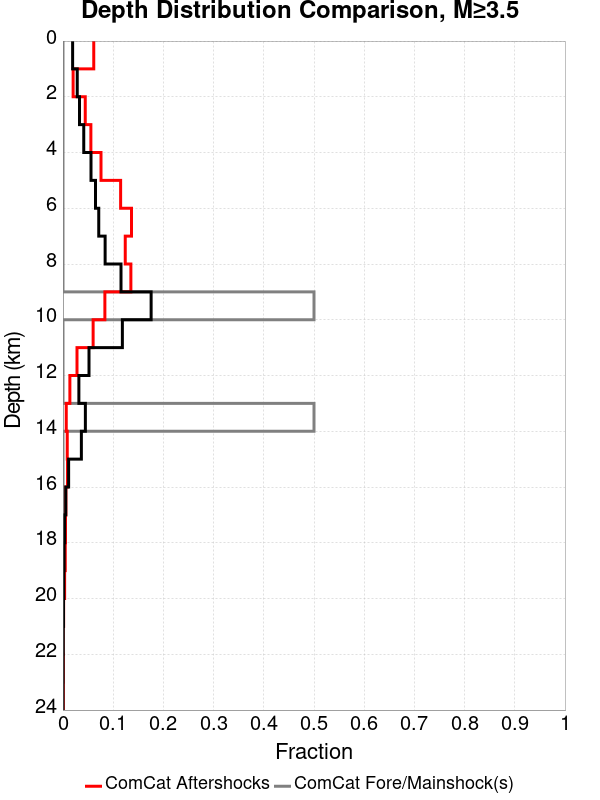 Depth Distribution Comparison, M≥3.5
0
2
4
6
8
10
12
14
16
18
20
22
24
Depth (km)
0 0.1 0.2 0.3 0.4 0.5 0.6 0.7 0.8 0.9 1
Fraction
ComCat Aftershocks ComCat Fore/Mainshock(s)